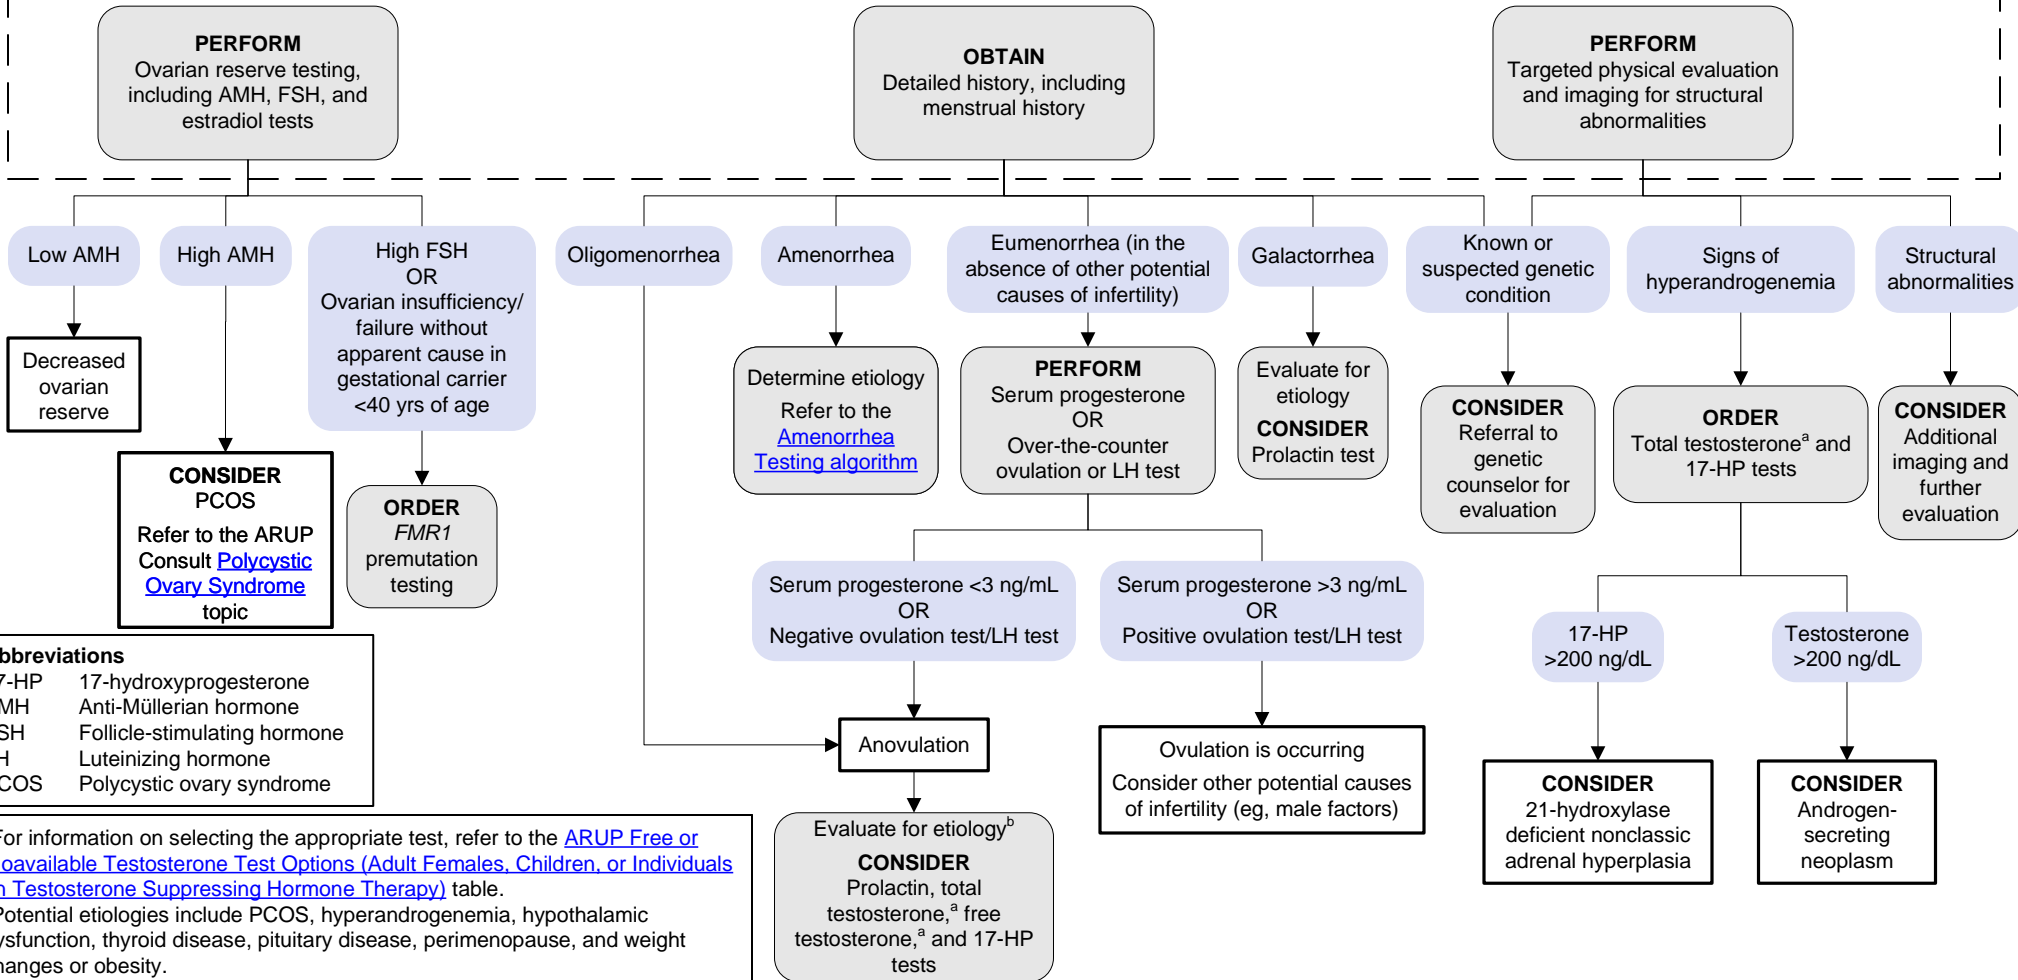 PERFORM
Ovarian reserve testing,
including AMH, FSH, and
estradiol tests
OBTAIN
Detailed history, including
menstrual history
PERFORM
Targeted physical evaluation
and imaging for structural
abnormalities
Low AMH
High AMH
High FSH
OR
Ovarian insufficiency/
failure without
apparent cause in
gestational carrier
<40 yrs of age
Oligomenorrhea
Amenorrhea
Eumenorrhea (in the
absence of other potential
causes of infertility)
Galactorrhea
Known or
suspected genetic
condition
Signs of
hyperandrogenemia
Structural
abnormalities
Decreased
ovarian
reserve
CONSIDER
PCOS
Refer to the ARUP
Consult Polycystic
Ovary Syndrome
topic
ORDER
FMR1
premutation
testing
Determine etiology
Refer to the
Amenorrhea
Testing algorithm
PERFORM
Serum progesterone
OR
Over-the-counter
ovulation or LH test
Evaluate for
etiology
CONSIDER
Prolactin test
CONSIDER
Referral to
genetic
counselor for
evaluation
ORDER
Total testosteroneᵃ and
17-HP tests
CONSIDER
Additional
imaging and
further
evaluation
Serum progesterone <3 ng/mL
OR
Negative ovulation test/LH test
Serum progesterone >3 ng/mL
OR
Positive ovulation test/LH test
17-HP
>200 ng/dL
Testosterone
>200 ng/dL
Anovulation
Ovulation is occurring
Consider other potential causes
of infertility (eg, male factors)
CONSIDER
21-hydroxylase
deficient nonclassic
adrenal hyperplasia
CONSIDER
Androgen-
secreting
neoplasm
Evaluate for etiologyᵇ
CONSIDER
Prolactin, total
testosterone,ᵃ free
testosterone,ᵃ and 17-HP
tests
bbreviations
7-HP 17-hydroxyprogesterone
MH Anti-Müllerian hormone
SH Follicle-stimulating hormone
H Luteinizing hormone
COS Polycystic ovary syndrome
For information on selecting the appropriate test, refer to the ARUP Free or
oavailable Testosterone Test Options (Adult Females, Children, or Individuals
n Testosterone Suppressing Hormone Therapy) table.
Potential etiologies include PCOS, hyperandrogenemia, hypothalamic
ysfunction, thyroid disease, pituitary disease, perimenopause, and weight
hanges or obesity.